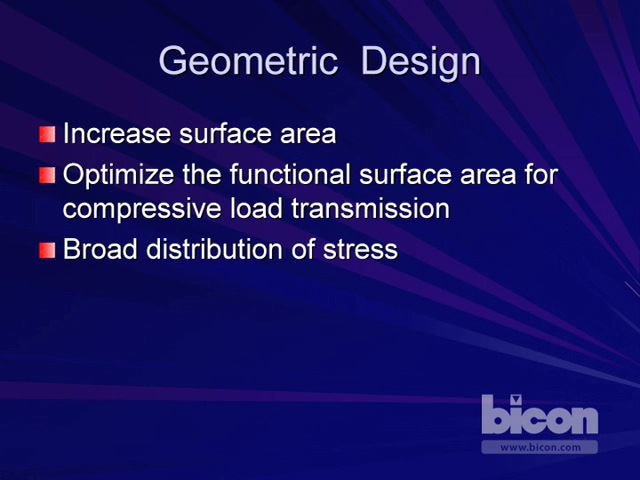 Geometric Design
Increase surface area
Optimize the functional surface area for
compressive load transmission
Broad distribution of stress
bicon
www.bicon.com